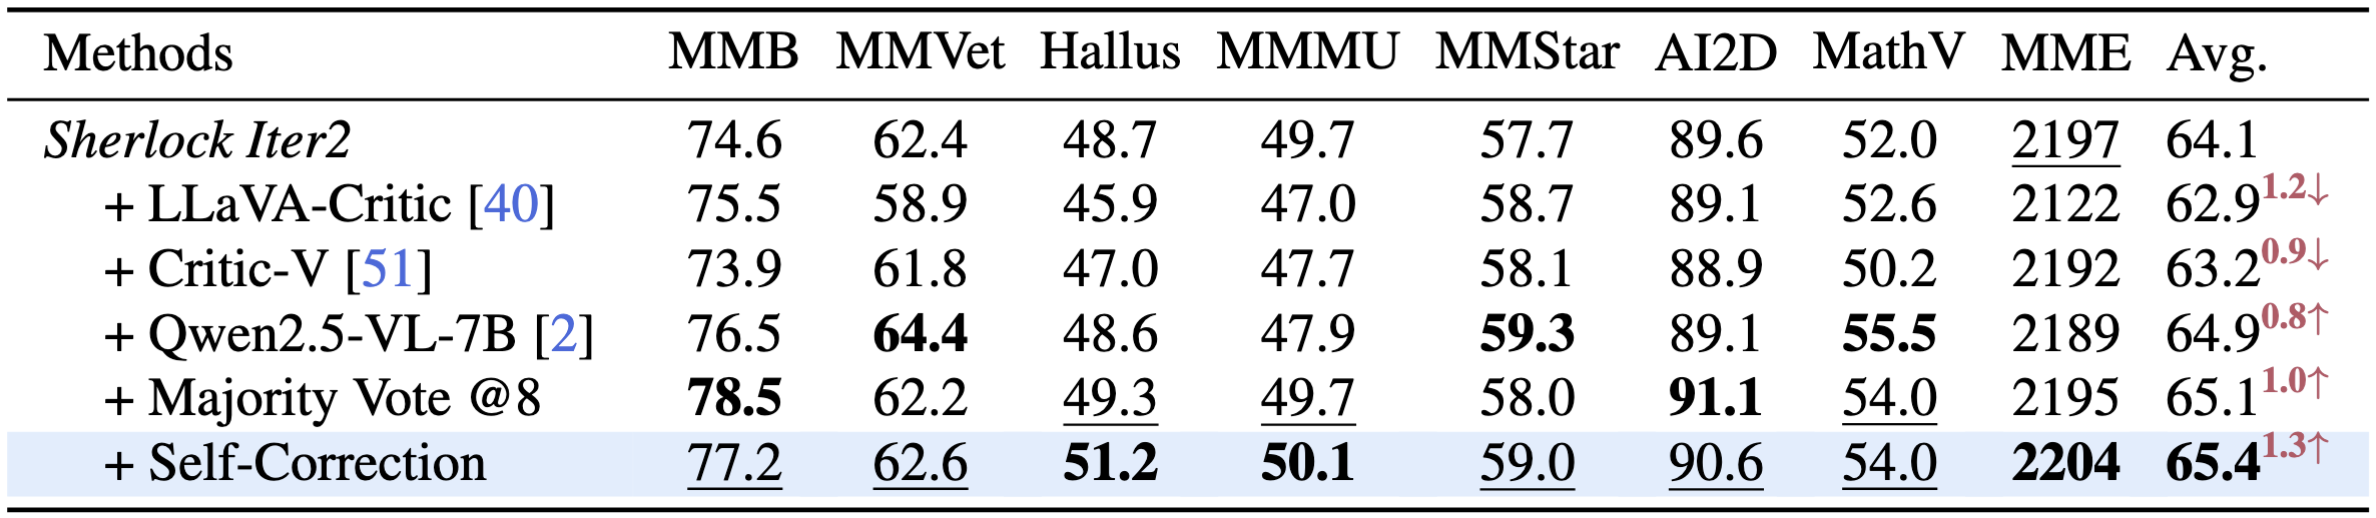 Methods MMB MMVet Hallus MMMU MMStar AI2D MathV MME Avg.
Sherlock Iter2 74.6 62.4 48.7 49.7 57.7 89.6 52.0 2197 64.1
+ LLaVA-Critic [40] 75.5 58.9 45.9 47.0 58.7 89.1 52.6 2122 62.9 1.2↓
+ Critic-V [51] 73.9 61.8 47.0 47.7 58.1 88.9 50.2 2192 63.2 0.9↓
+ Qwen2.5-VL-7B [2] 76.5 64.4 48.6 47.9 59.3 89.1 55.5 2189 64.9 0.8↑
+ Majority Vote @8 78.5 62.2 49.3 49.7 58.0 91.1 54.0 2195 65.1 1.0↑
+ Self-Correction 77.2 62.6 51.2 50.1 59.0 90.6 54.0 2204 65.4 1.3↑